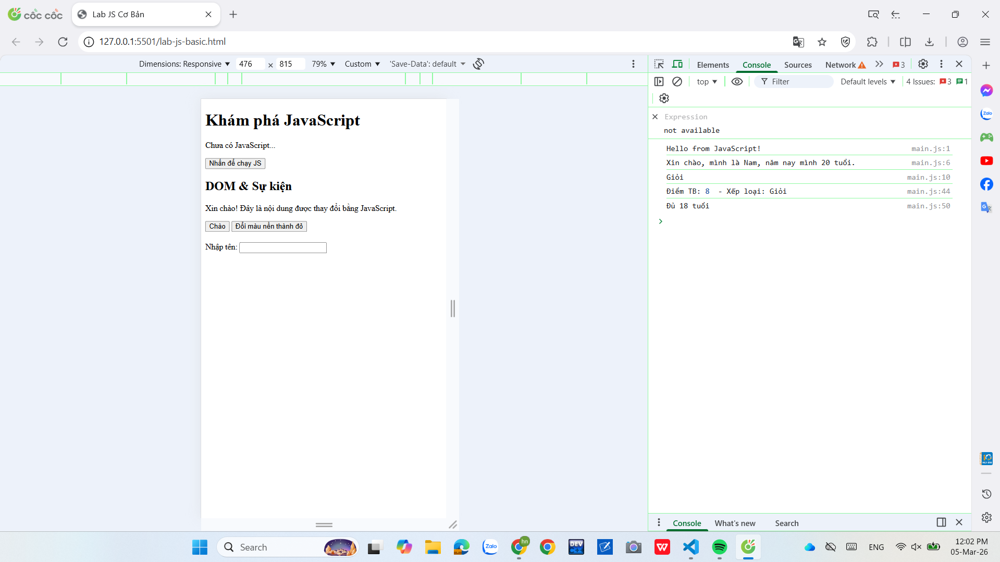 cốc cốc
Lab JS Cơ Bản
127.0.0.1:5501/lab-js-basic.html
Dimensions: Responsive ▼ 476 × 815 79% ▼ Custom ▼ 'Save-Data': default ▼
Elements Console Sources Network 3
top ▼ Filter Default levels ▼ 4 Issues: 3 1
Expression
not available
Hello from JavaScript! main.js:1
Xin chào, mình là Nam, năm nay mình 20 tuổi. main.js:6
Giỏi main.js:10
Điểm TB: 8 - Xếp loại: Giỏi main.js:44
Đủ 18 tuổi main.js:50
Khám phá JavaScript
Chưa có JavaScript...
Nhấn để chạy JS
DOM & Sự kiện
Xin chào! Đây là nội dung được thay đổi bằng JavaScript.
Chào Đổi màu nền thành đỏ
Nhập tên:
Console What's new Search
Zalo
Search
Zalo
hn
DEV
C++
ENG
12:02 PM
05-Mar-26